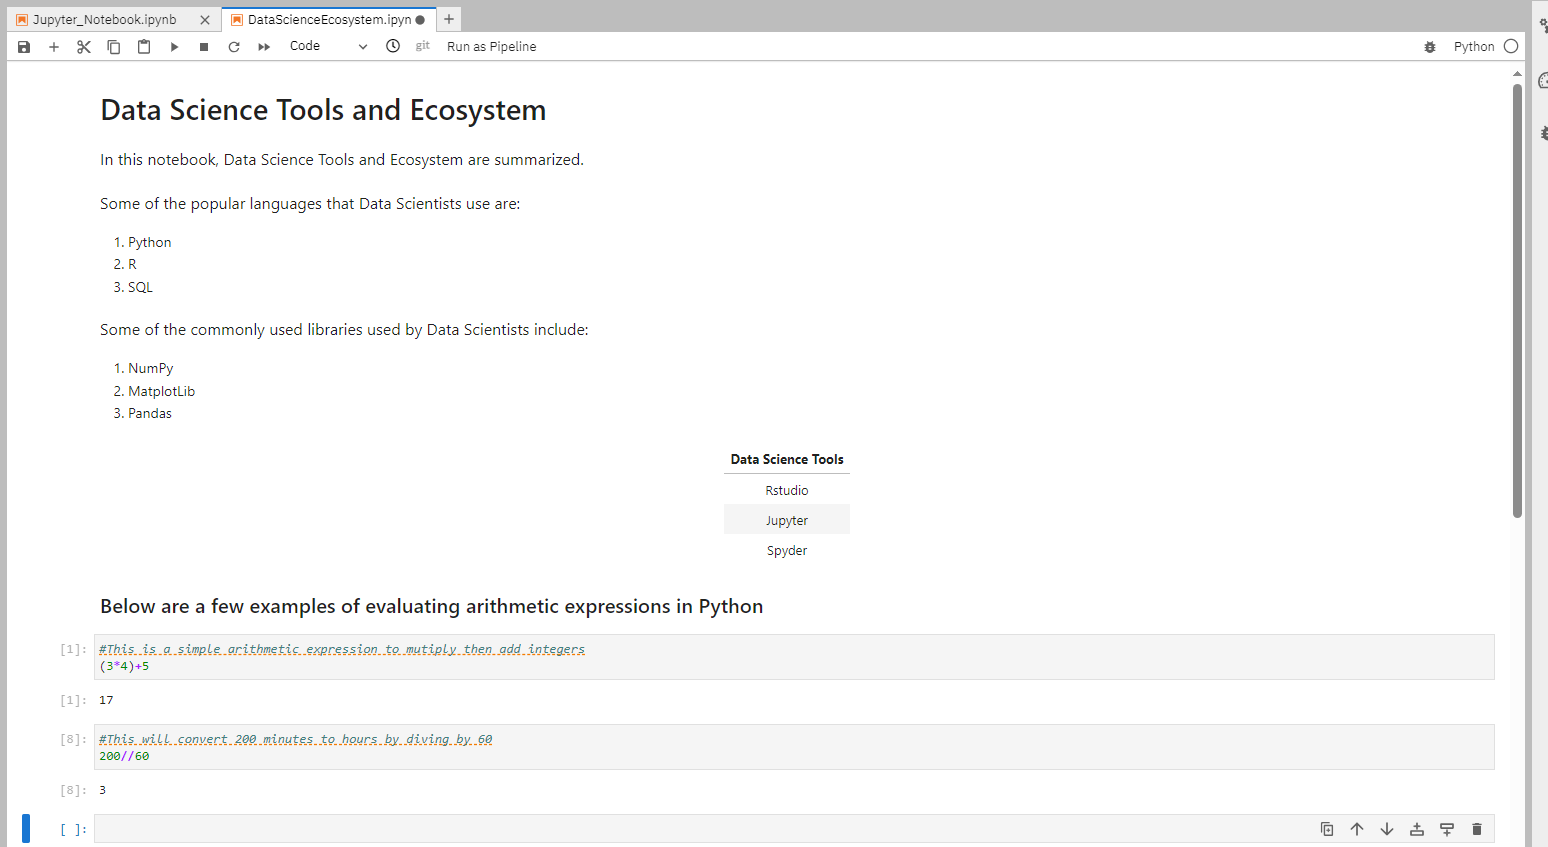 Jupyter_Notebook.ipynb
DataScienceEcosystem.ipyn
Code
git
Run as Pipeline
Python
Data Science Tools and Ecosystem
In this notebook, Data Science Tools and Ecosystem are summarized.
Some of the popular languages that Data Scientists use are:
1. Python
2. R
3. SQL
Some of the commonly used libraries used by Data Scientists include:
1. NumPy
2. MatplotLib
3. Pandas
Data Science Tools
Rstudio
Jupyter
Spyder
Below are a few examples of evaluating arithmetic expressions in Python
[1]: #This is a simple arithmetic expression to mutiply then add integers
(3*4)+5
[1]: 17
[8]: #This will convert 200 minutes to hours by diving by 60
200//60
[8]: 3
[ ]: